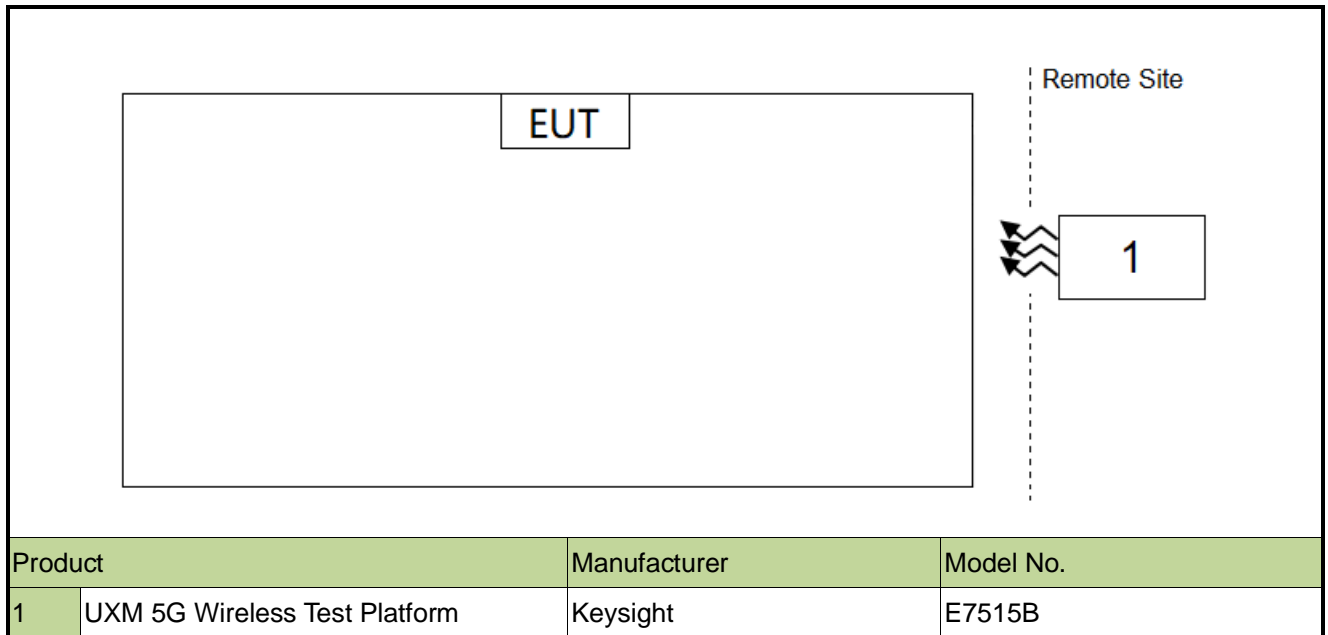 Remote Site
EUT
1
Product Manufacturer Model No.
1 UXM 5G Wireless Test Platform Keysight E7515B